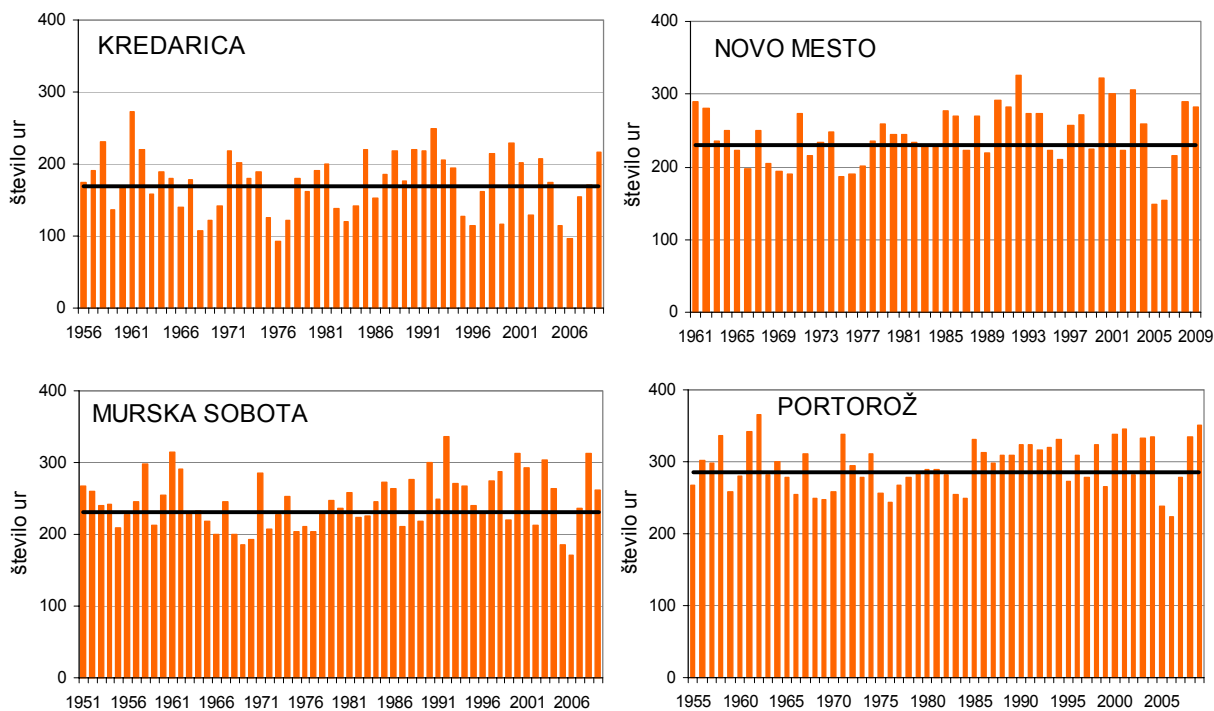 KREDARICA
število ur
400
300
200
100
0
1956 1961 1966 1971 1976 1981 1986 1991 1996 2001 2006
NOVO MESTO
število ur
400
300
200
100
0
1961 1965 1969 1973 1977 1981 1985 1989 1993 1997 2001 2005 2009
MURSKA SOBOTA
število ur
400
300
200
100
0
1951 1956 1961 1966 1971 1976 1981 1986 1991 1996 2001 2006
PORTOROŽ
število ur
400
300
200
100
0
1955 1960 1965 1970 1975 1980 1985 1990 1995 2000 2005